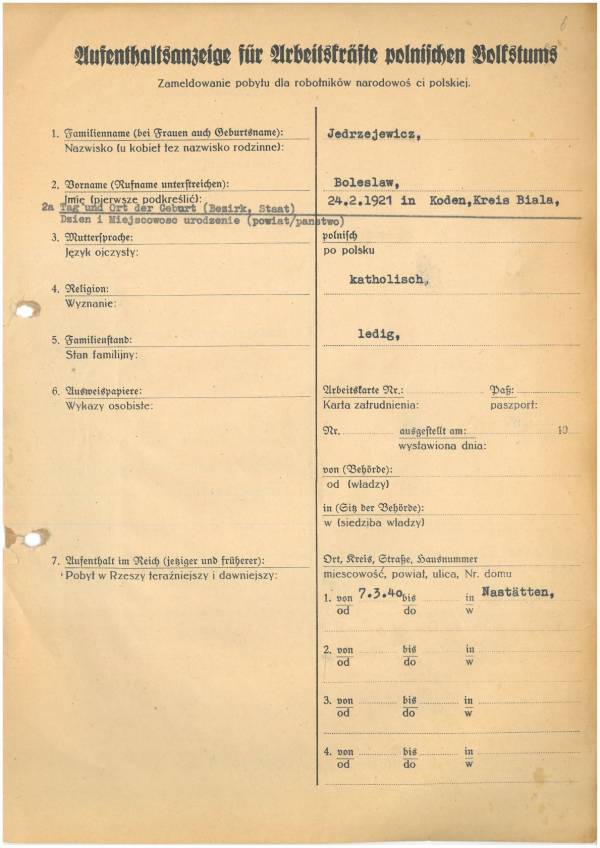 6
Aufenthaltsanzeige für Arbeitskräfte polnischen Volkstums
Zameldowanie pobytu dla robotników narodowoś ci polskiej.
1. Familienname (bei Frauen auch Geburtsname):
Nazwisko (u kobiet też nazwisko rodzinne):
Jedrzejewicz,
2. Vorname (Rufname unterstreichen):
Imię (pierwsze podkreślić):
Boleslaw,
2a Tag und Ort der Geburt (Bezirk, Staat)
Dzien i Miejscowosc urodzenie (powiat/panstwo)
24.2.1921 in Koden,Kreis Biala,
3. Muttersprache:
Język ojczysty:
polnisch
po polsku
4. Religion:
Wyznanie:
katholisch,
5. Familienstand:
Stan familijny:
ledig,
6. Ausweispapiere:
Wykazy osobiste:
Arbeitskarte Nr.: Paß:
Karta zatrudnienia: paszport:
Nr. ausgestellt am: 19
wystawiona dnia:
von (Behörde):
od (władzy)
in (Sitz der Behörde):
w (siedziba władzy)
7. Aufenthalt im Reich (jetziger und früherer):
Pobyt w Rzeszy teraźniejszy i dawniejszy:
Ort, Kreis, Straße, Hausnummer
miescowość, powiat, ulica, Nr. domu
1. von 7.3.40 bis in Nastätten,
od do w
2. von bis in
od do w
3. von bis in
od do w
4. von bis in
od do w